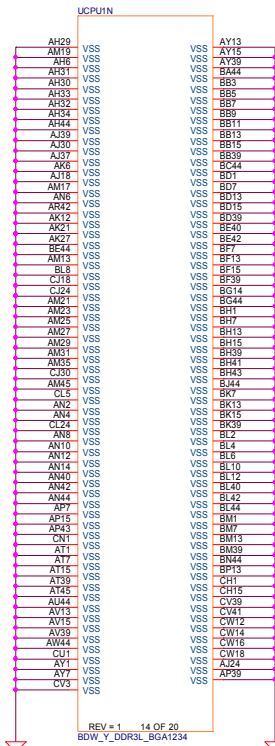 UCPU1N
AH29 VSS VSS AY13
AM19 VSS VSS AY15
AH6 VSS VSS AY39
AH31 VSS VSS BA44
AH30 VSS VSS BB3
AH33 VSS VSS BB5
AH32 VSS VSS BB7
AH34 VSS VSS BB9
AH44 VSS VSS BB11
AJ39 VSS VSS BB13
AJ30 VSS VSS BB15
AJ37 VSS VSS BB39
AK6 VSS VSS BC44
AJ18 VSS VSS BD1
AM17 VSS VSS BD7
AN6 VSS VSS BD13
AR42 VSS VSS BD15
AK12 VSS VSS BD39
AK21 VSS VSS BE40
AK27 VSS VSS BE42
BE44 VSS VSS BF7
AM13 VSS VSS BF13
BL8 VSS VSS BF15
CJ18 VSS VSS BF39
CJ24 VSS VSS BG14
AM21 VSS VSS BG44
AM23 VSS VSS BH1
AM25 VSS VSS BH7
AM27 VSS VSS BH13
AM29 VSS VSS BH15
AM31 VSS VSS BH39
AM35 VSS VSS BH41
CJ30 VSS VSS BH43
AM45 VSS VSS BJ44
CL5 VSS VSS BK7
AN2 VSS VSS BK13
AN4 VSS VSS BK15
CL24 VSS VSS BK39
AN8 VSS VSS BL2
AN10 VSS VSS BL4
AN12 VSS VSS BL6
AN14 VSS VSS BL10
AN40 VSS VSS BL12
AN42 VSS VSS BL40
AN44 VSS VSS BL42
AP7 VSS VSS BL44
AP15 VSS VSS BM1
AP43 VSS VSS BM7
CN1 VSS VSS BM13
AT1 VSS VSS BM39
AT7 VSS VSS BN44
AT15 VSS VSS BP13
AT39 VSS VSS CH1
AT45 VSS VSS CH15
AU44 VSS VSS CV39
AV13 VSS VSS CV41
AV15 VSS VSS CW12
AV39 VSS VSS CW14
AW44 VSS VSS CW16
CU1 VSS VSS CW18
AY1 VSS VSS AJ24
AY7 VSS VSS AP39
CV3 VSS
REV = 1 14 OF 20
BDW_Y_DDR3L_BGA1234